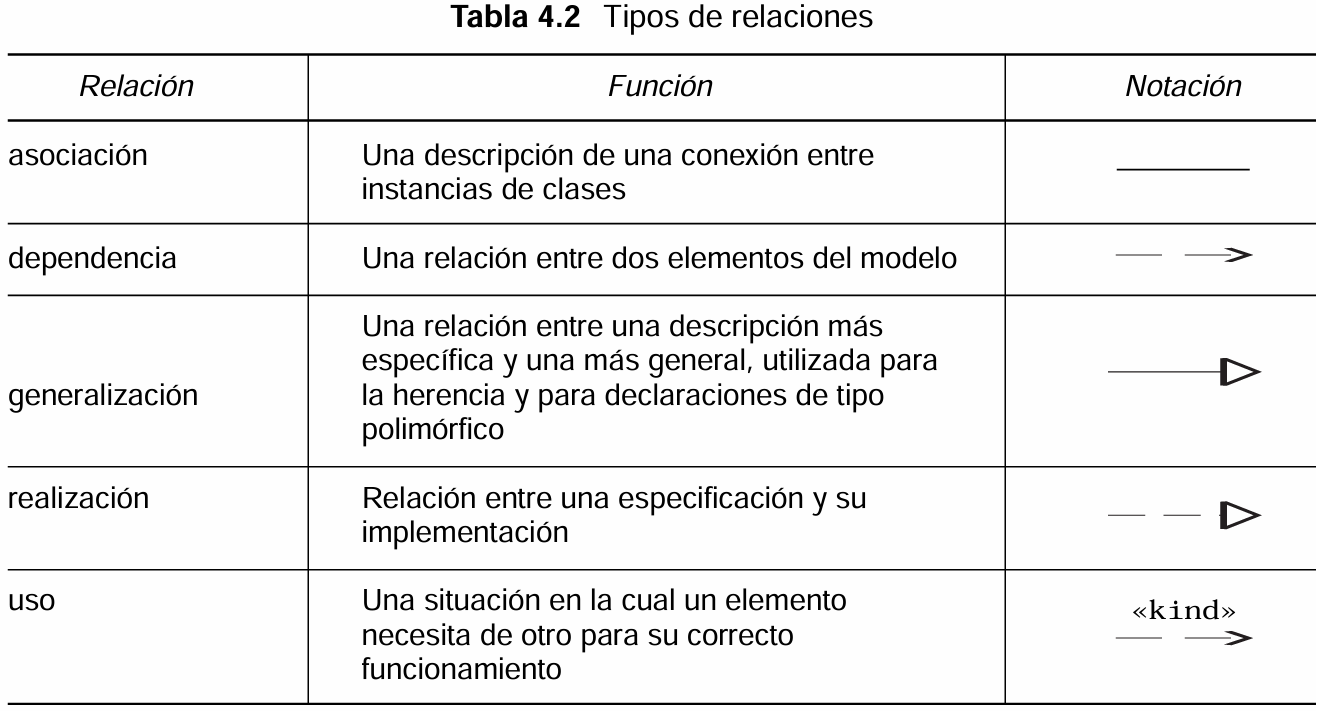 Tabla 4.2 Tipos de relaciones
Relación Función Notación
asociación
Una descripción de una conexión entre
instancias de clases
dependencia
Una relación entre dos elementos del modelo
generalización
Una relación entre una descripción más
específica y una más general, utilizada para
la herencia y para declaraciones de tipo
polimórfico
realización
Relación entre una especificación y su
implementación
uso
Una situación en la cual un elemento
necesita de otro para su correcto
funcionamiento
«kind»